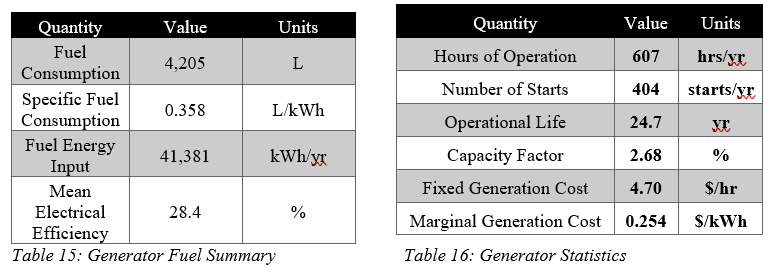 Quantity Value Units
Fuel
Consumption 4,205 L
Specific Fuel
Consumption 0.358 L/kWh
Fuel Energy
Input 41,381 kWh/yr
Mean
Electrical
Efficiency 28.4 %
Table 15: Generator Fuel Summary
Quantity Value Units
Hours of Operation 607 hrs/yr
Number of Starts 404 starts/yr
Operational Life 24.7 yr
Capacity Factor 2.68 %
Fixed Generation Cost 4.70 $/hr
Marginal Generation Cost 0.254 $/kWh
Table 16: Generator Statistics